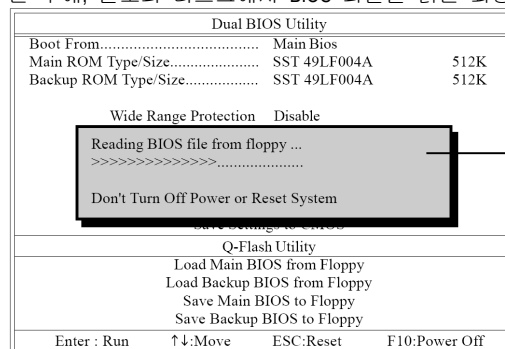 Dual BIOS Utility
Boot From..................................... Main Bios
Main ROM Type/Size..................... SST 49LF004A 512K
Backup ROM Type/Size................. SST 49LF004A 512K
Wide Range Protection Disable
Reading BIOS file from floppy ...
>>>>>>>>>>>>>>.....................
Don't Turn Off Power or Reset System
Q-Flash Utility
Load Main BIOS from Floppy
Load Backup BIOS from Floppy
Save Main BIOS to Floppy
Save Backup BIOS to Floppy
Enter : Run ↑↓:Move ESC:Reset F10:Power Off